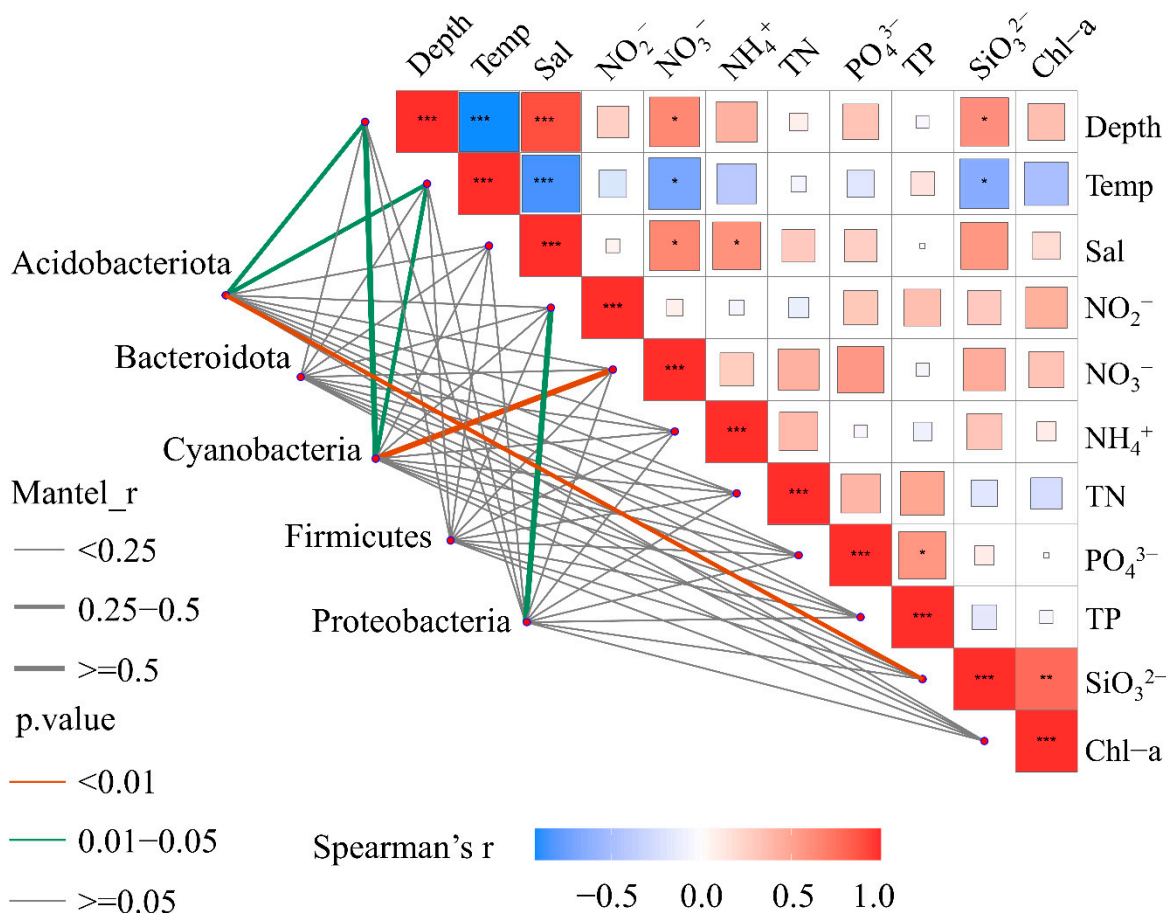 Depth Temp Sal NO₂⁻ NO₃⁻ NH₄⁺ TN PO₄³⁻ TP SiO₃²⁻ Chl−a
*** *** *** * * Depth
*** *** * * Temp
*** * * Sal
*** NO₂⁻
*** NO₃⁻
*** NH₄⁺
*** TN
*** * PO₄³⁻
*** TP
*** ** SiO₃²⁻
*** Chl−a
Acidobacteriota
Bacteroidota
Cyanobacteria
Firmicutes
Proteobacteria
Mantel_r
<0.25
0.25−0.5
>=0.5
p.value
<0.01
0.01−0.05
>=0.05
Spearman's r
−0.5 0.0 0.5 1.0